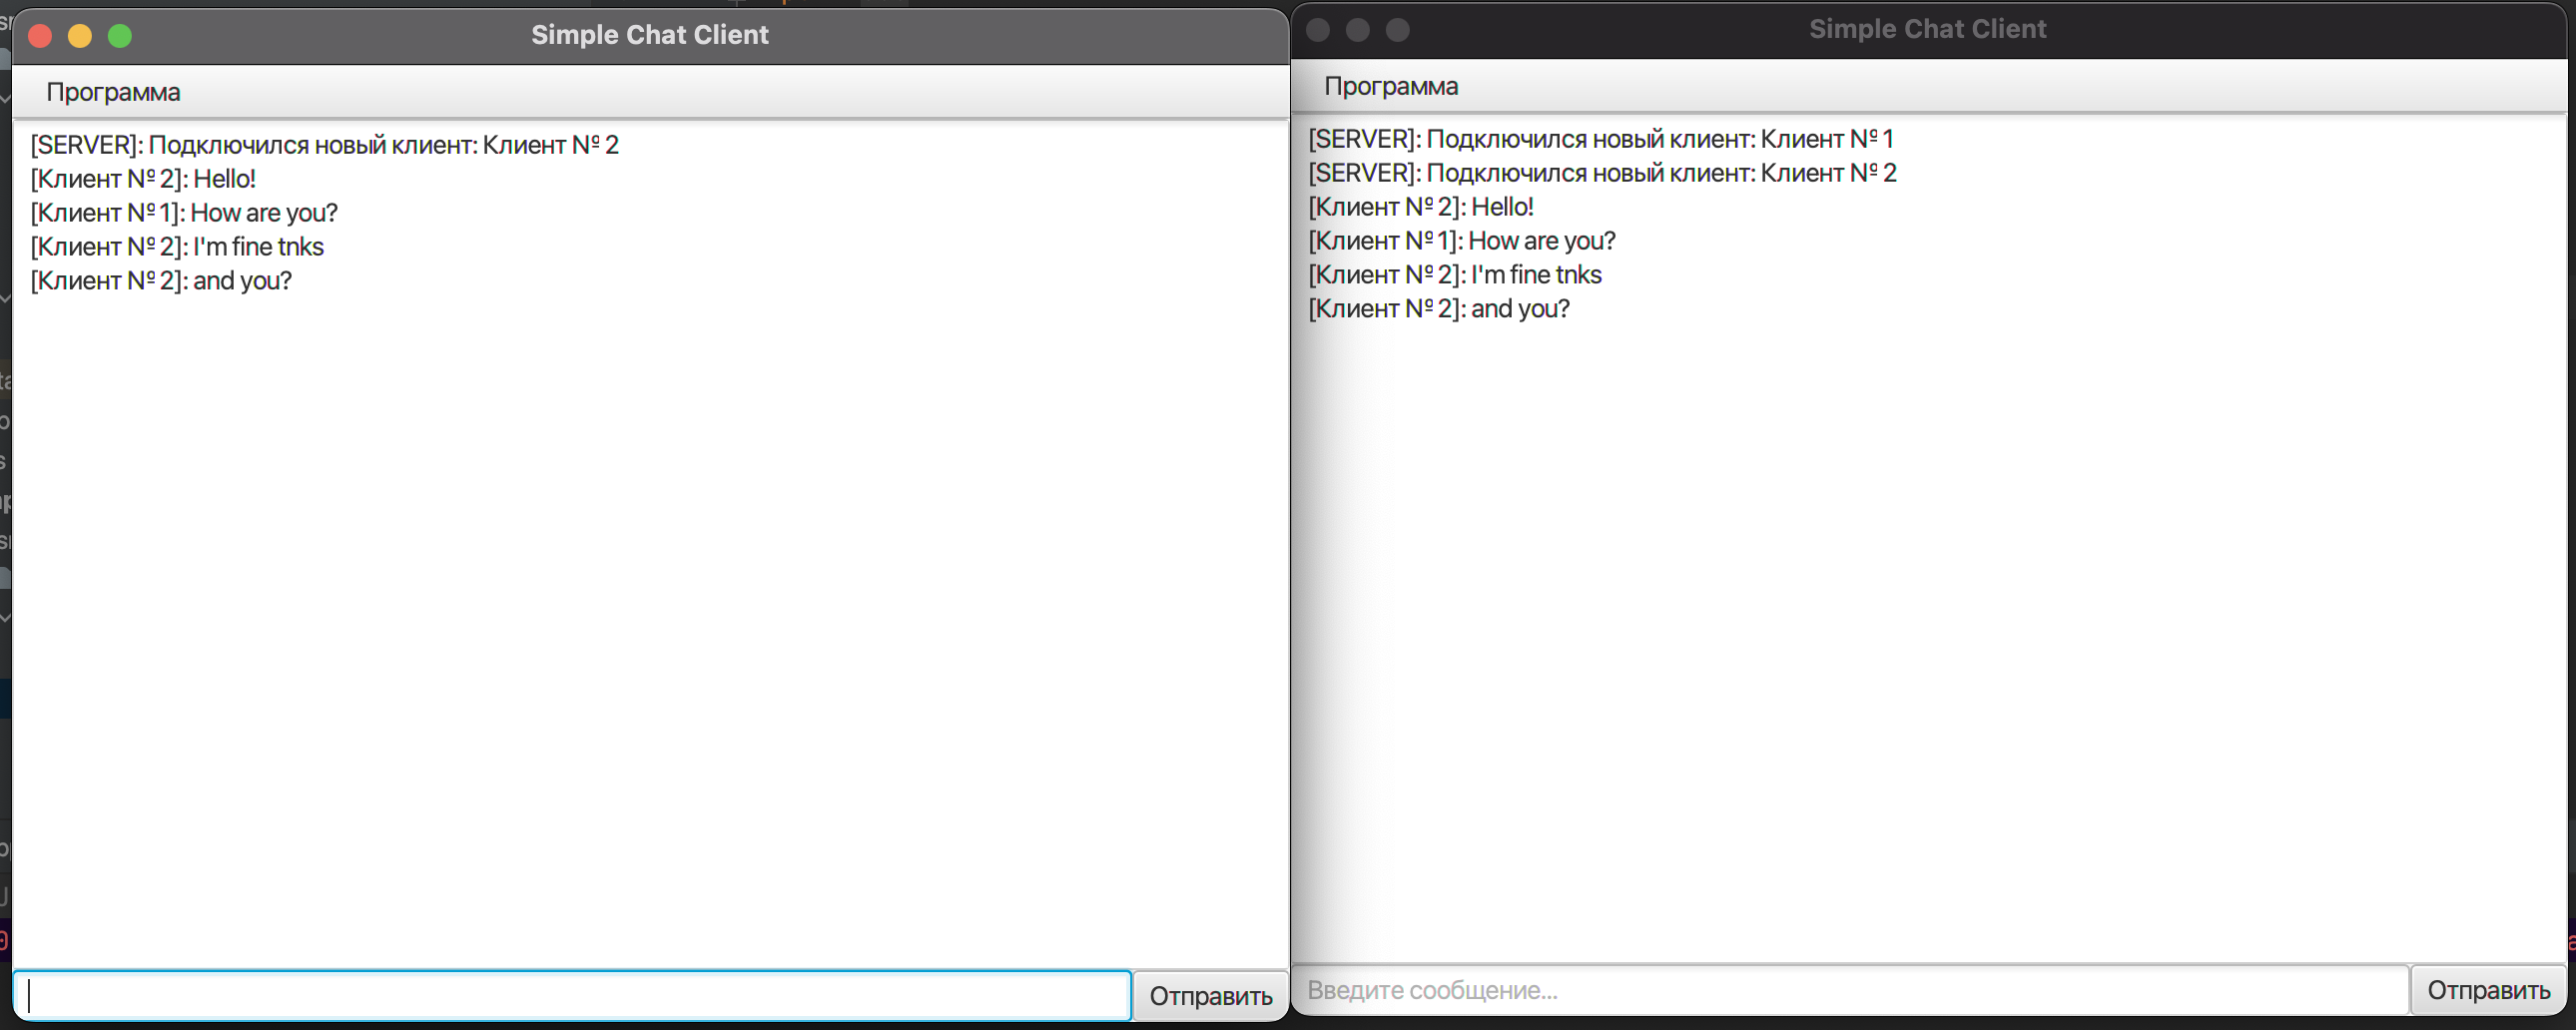 Simple Chat Client
Программа
[SERVER]: Подключился новый клиент: Клиент № 2
[Клиент № 2]: Hello!
[Клиент № 1]: How are you?
[Клиент № 2]: I'm fine tnks
[Клиент № 2]: and you?
Отправить
Simple Chat Client
Программа
[SERVER]: Подключился новый клиент: Клиент № 1
[SERVER]: Подключился новый клиент: Клиент № 2
[Клиент № 2]: Hello!
[Клиент № 1]: How are you?
[Клиент № 2]: I'm fine tnks
[Клиент № 2]: and you?
Введите сообщение...
Отправить